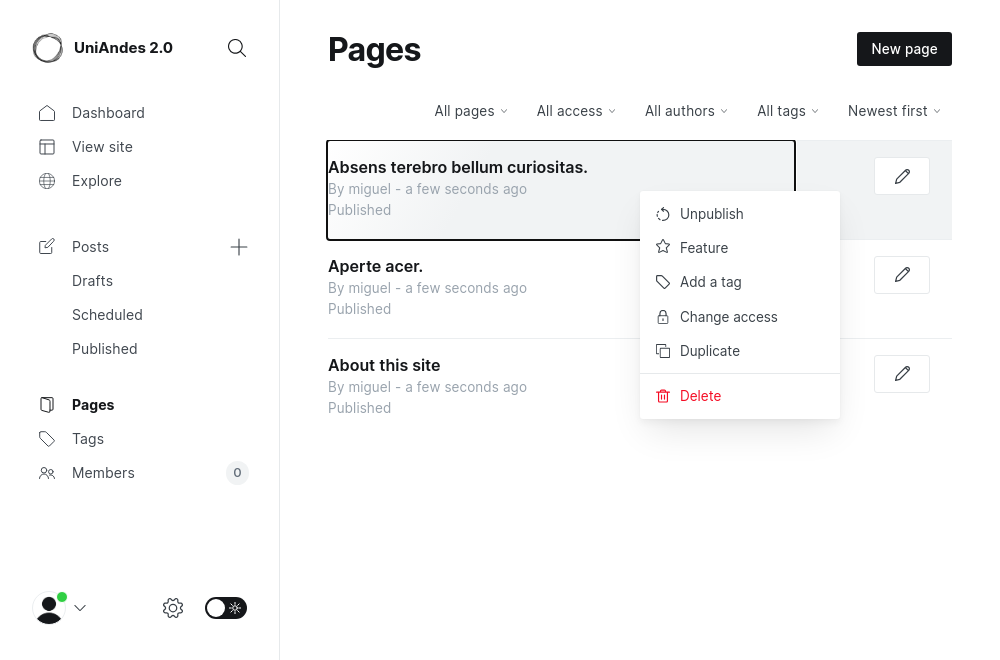 UniAndes 2.0
Dashboard
View site
Explore
Posts
Drafts
Scheduled
Published
Pages
Tags
Members
0
Pages
New page
All pages
All access
All authors
All tags
Newest first
Absens terebro bellum curiositas.
By miguel - a few seconds ago
Published
Aperte acer.
By miguel - a few seconds ago
Published
About this site
By miguel - a few seconds ago
Published
Unpublish
Feature
Add a tag
Change access
Duplicate
Delete